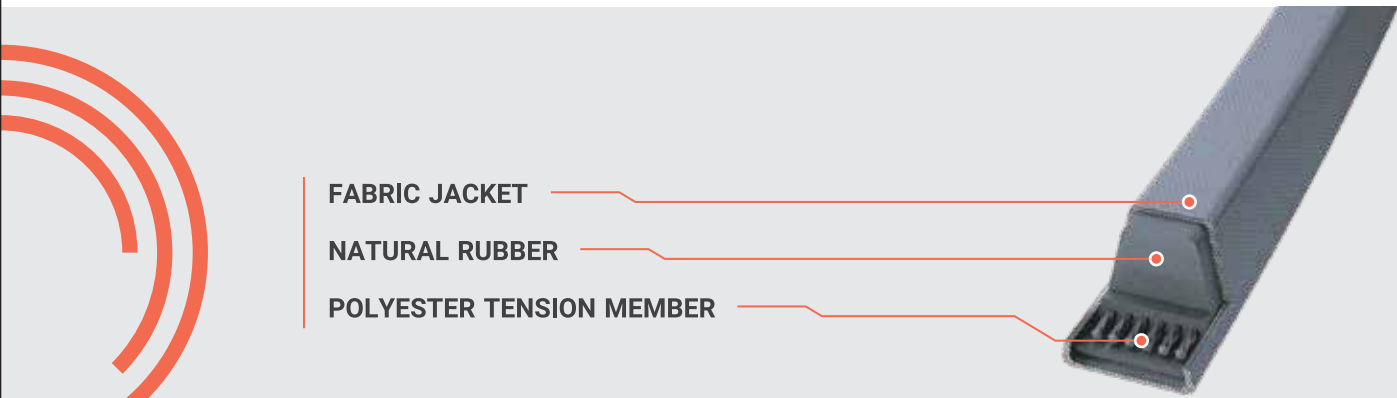 FABRIC JACKET
NATURAL RUBBER
POLYESTER TENSION MEMBER